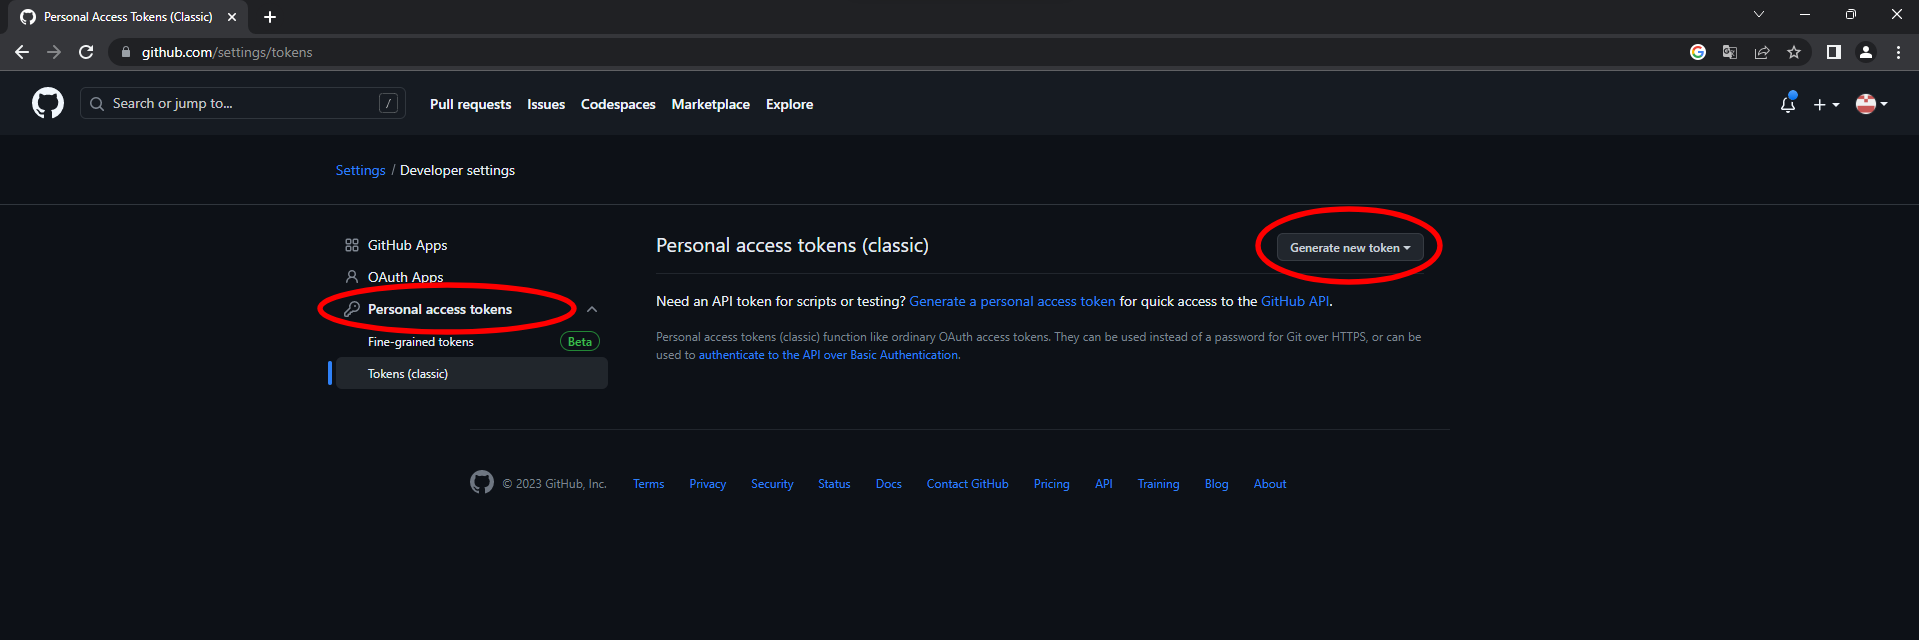 Personal Access Tokens (Classic)
github.com/settings/tokens
Search or jump to... /
Pull requests Issues Codespaces Marketplace Explore
Settings / Developer settings
GitHub Apps
OAuth Apps
Personal access tokens
Fine-grained tokens Beta
Tokens (classic)
Personal access tokens (classic)
Generate new token
Need an API token for scripts or testing? Generate a personal access token for quick access to the GitHub API.
Personal access tokens (classic) function like ordinary OAuth access tokens. They can be used instead of a password for Git over HTTPS, or can be
used to authenticate to the API over Basic Authentication.
© 2023 GitHub, Inc. Terms Privacy Security Status Docs Contact GitHub Pricing API Training Blog About